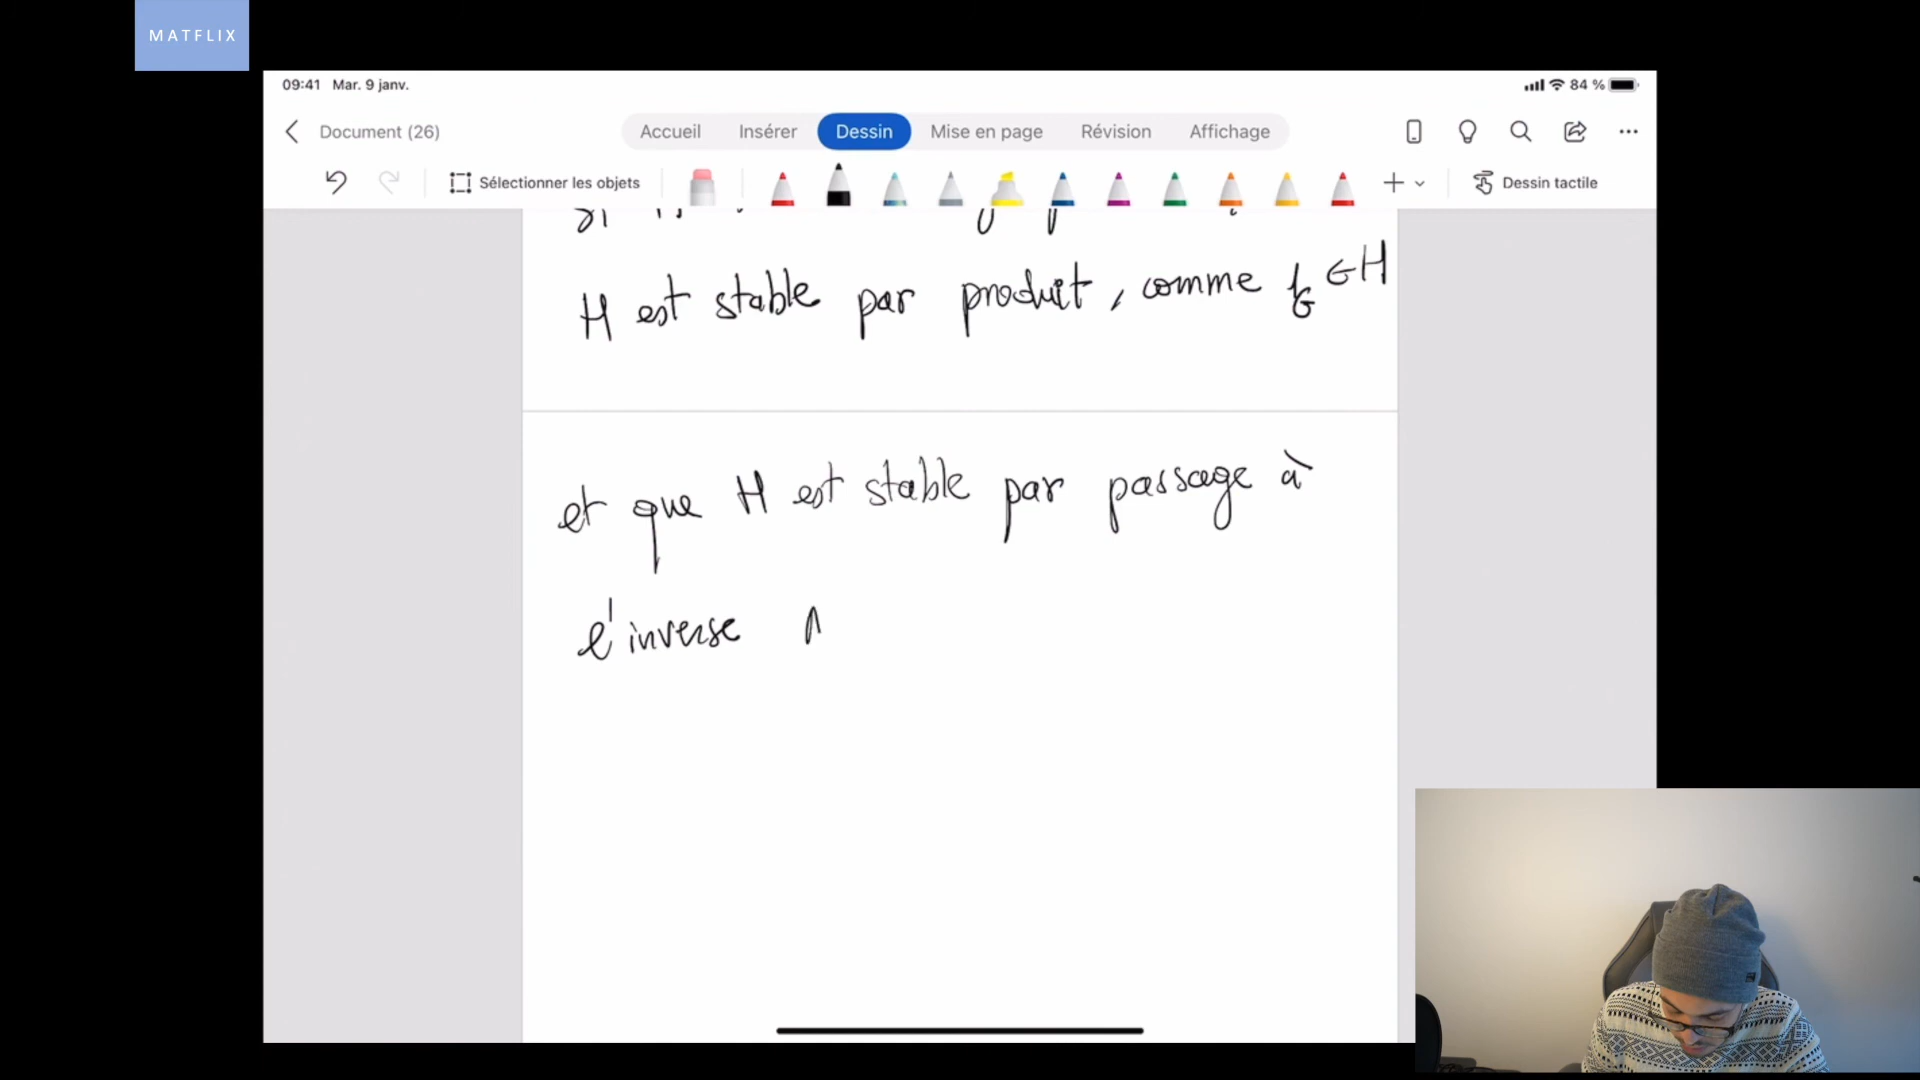 MATFLIX
09:41 Mar. 9 janv.
84 %
Document (26)
Accueil Insérer Dessin Mise en page Révision Affichage
Sélectionner les objets
Dessin tactile
H est stable par produit, comme 1G ∈ H
et que H est stable par passage à
l'inverse